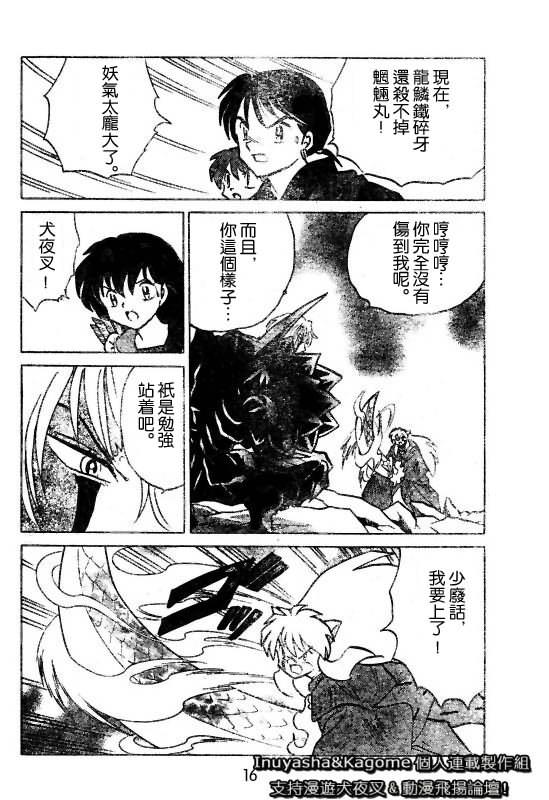 現在，
龍鱗鐵碎牙
還殺不掉
魍魎丸！
妖氣太龐大了。
哼哼哼…
你完全沒有
傷到我呢。
而且，
你這個樣子…
犬夜叉！
衹是勉強
站着吧。
少廢話，
我要上了！
16
Inuyasha&Kagome 個人連載製作組
支持漫遊犬夜叉 & 動漫飛揚論壇!